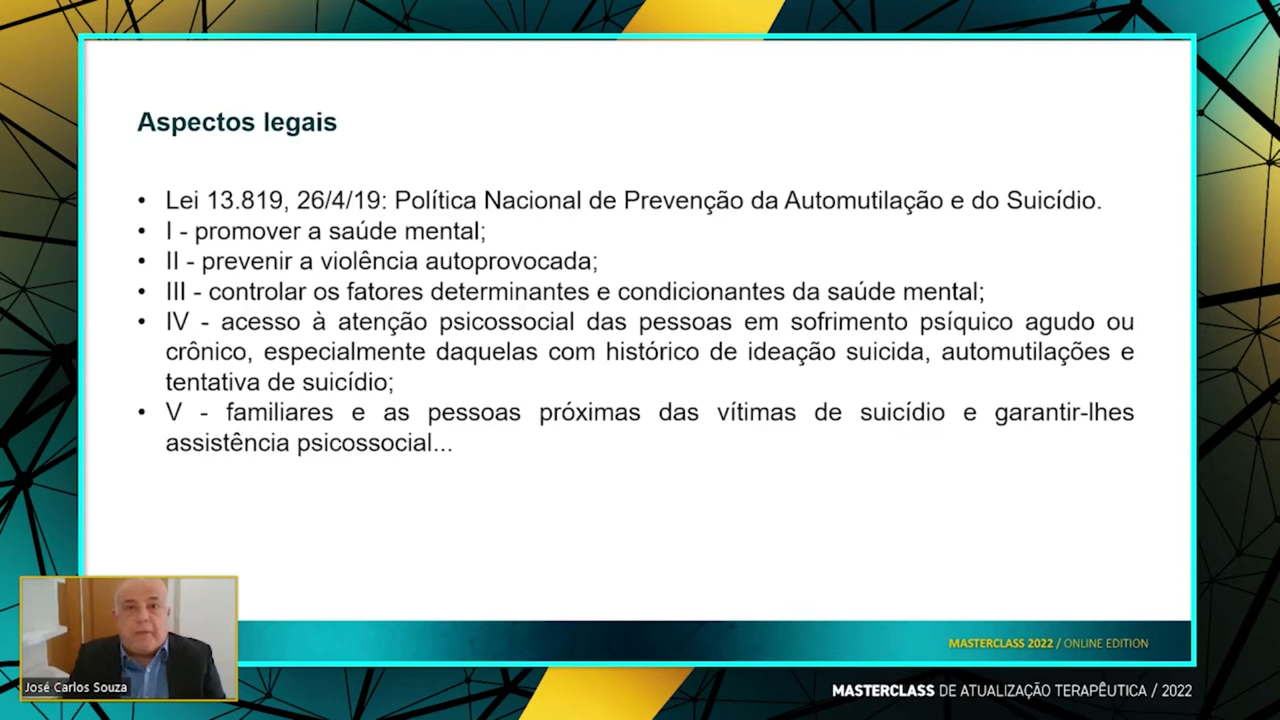 Aspectos legais
• Lei 13.819, 26/4/19: Política Nacional de Prevenção da Automutilação e do Suicídio.
• I - promover a saúde mental;
• II - prevenir a violência autoprovocada;
• III - controlar os fatores determinantes e condicionantes da saúde mental;
• IV - acesso à atenção psicossocial das pessoas em sofrimento psíquico agudo ou
crônico, especialmente daquelas com histórico de ideação suicida, automutilações e
tentativa de suicídio;
• V - familiares e as pessoas próximas das vítimas de suicídio e garantir-lhes
assistência psicossocial...
MASTERCLASS 2022 / ONLINE EDITION
José Carlos Souza
MASTERCLASS DE ATUALIZAÇÃO TERAPÊUTICA / 2022